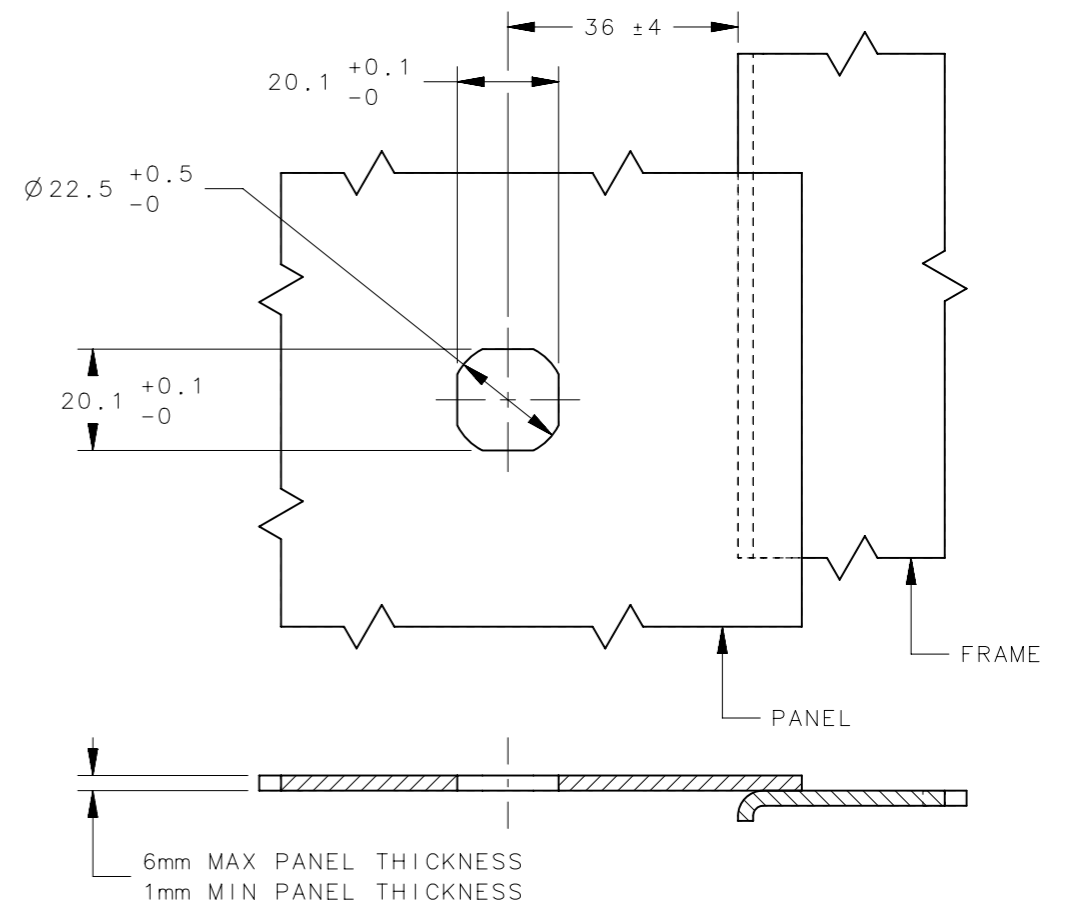 36 ±4
20.1 +0.1
-0
Ø22.5 +0.5
-0
20.1 +0.1
-0
FRAME
PANEL
6mm MAX PANEL THICKNESS
1mm MIN PANEL THICKNESS